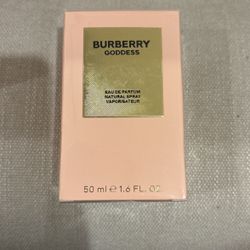 BURBERRY
GODDESS
EAU DE PARFUM
NATURAL SPRAY
VAPORISATEUR
50 ml ℮ 1.6 FL. OZ